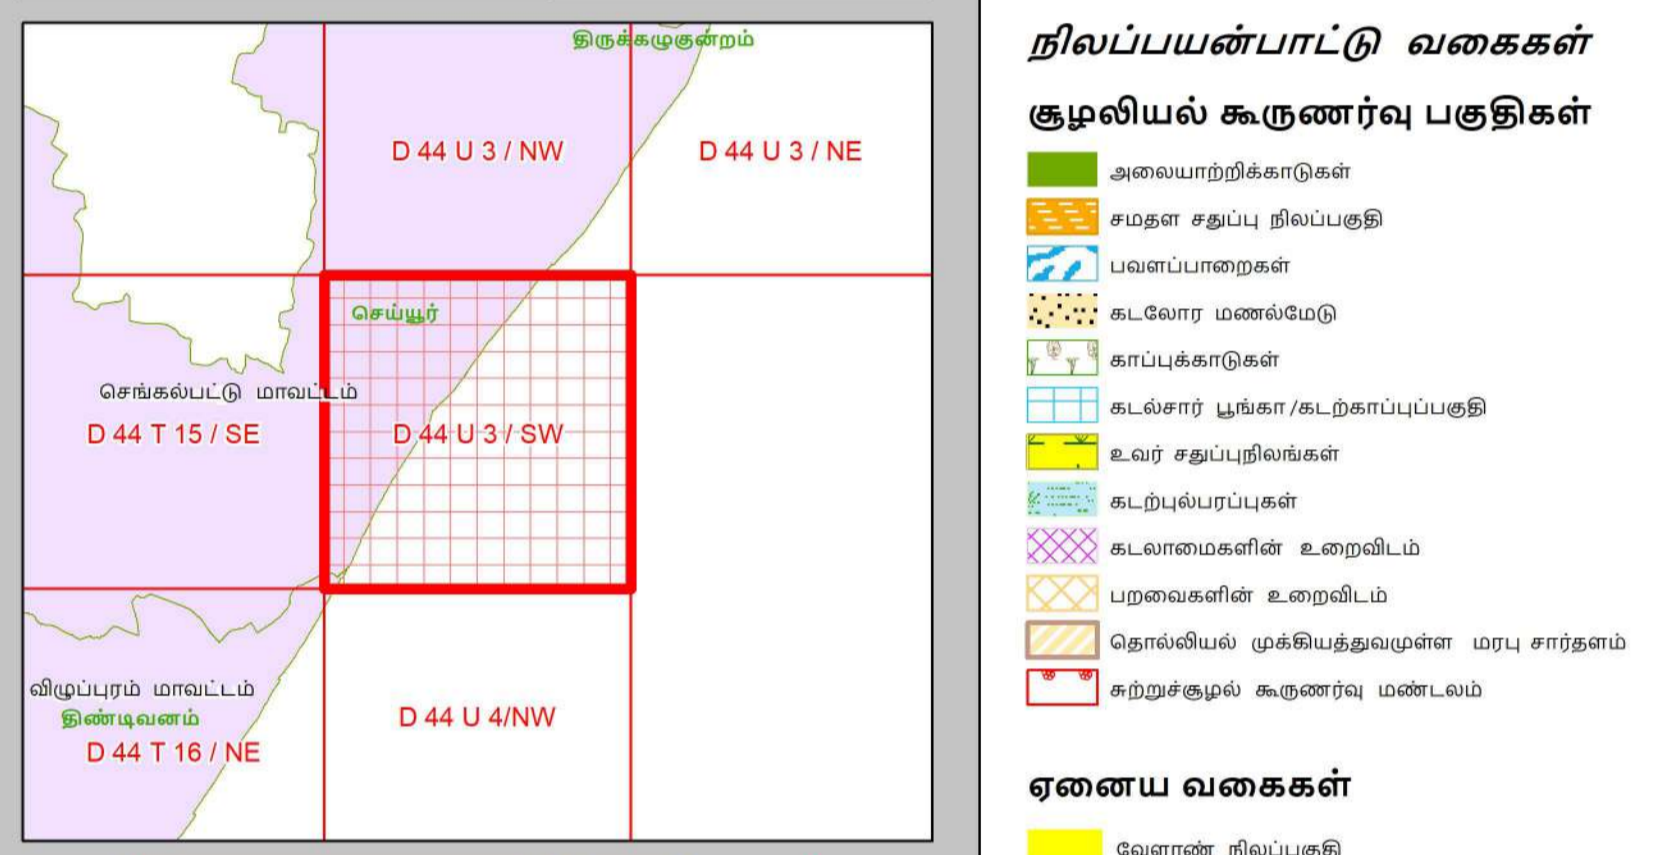 திருக்கழுகுன்றம்
D 44 U 3 / NW
D 44 U 3 / NE
செய்யூர்
செங்கல்பட்டு மாவட்டம்
D 44 T 15 / SE
D 44 U 3 / SW
விழுப்புரம் மாவட்டம்
திண்டிவனம்
D 44 T 16 / NE
D 44 U 4/NW
நிலப்பயன்பாட்டு வகைகள்
சூழலியல் கூருணர்வு பகுதிகள்
அலையாற்றிக்காடுகள்
சமதள சதுப்பு நிலப்பகுதி
பவளப்பாறைகள்
கடலோர மணல்மேடு
காப்புக்காடுகள்
கடல்சார் பூங்கா /கடற்காப்புப்பகுதி
உவர் சதுப்புநிலங்கள்
கடற்புல்பரப்புகள்
கடலாமைகளின் உறைவிடம்
பறவைகளின் உறைவிடம்
தொல்லியல் முக்கியத்துவமுள்ள மரபு சார்தளம்
சுற்றுச்சூழல் கூருணர்வு மண்டலம்
ஏனைய வகைகள்
வேளாண் நிலப்பகுதி